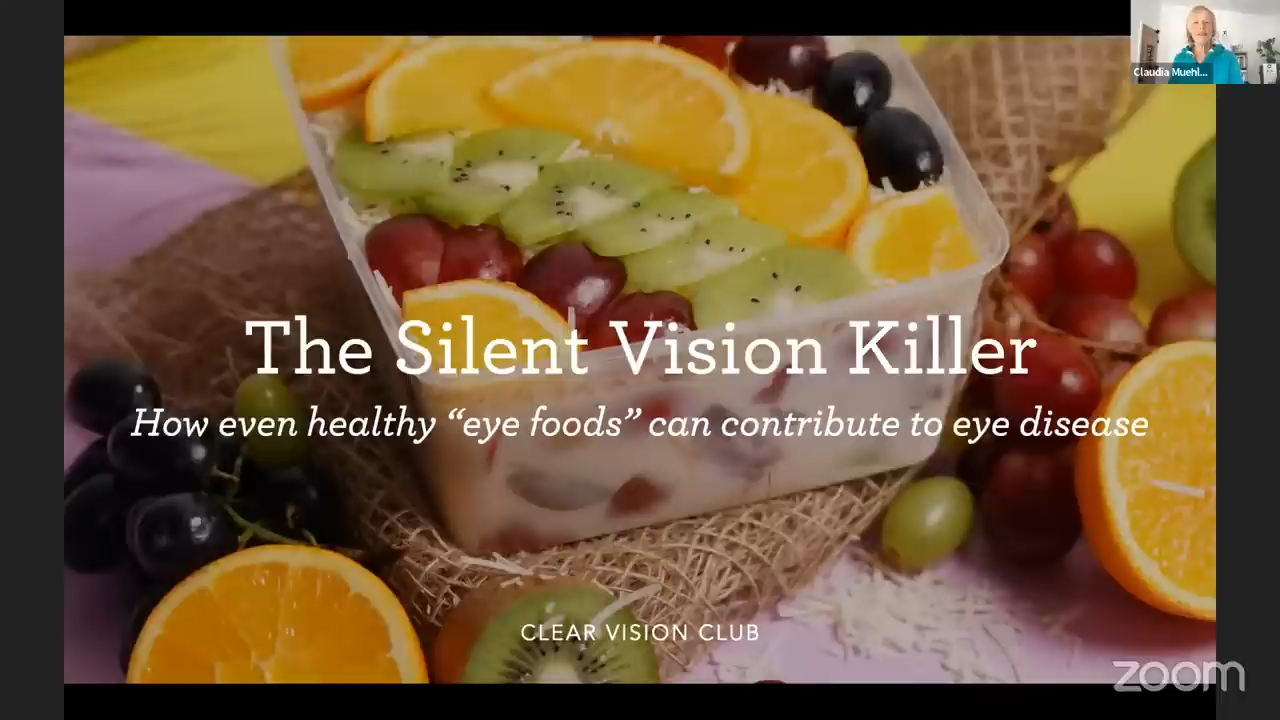 Claudia Muehl...
The Silent Vision Killer
How even healthy “eye foods” can contribute to eye disease
CLEAR VISION CLUB
zoom